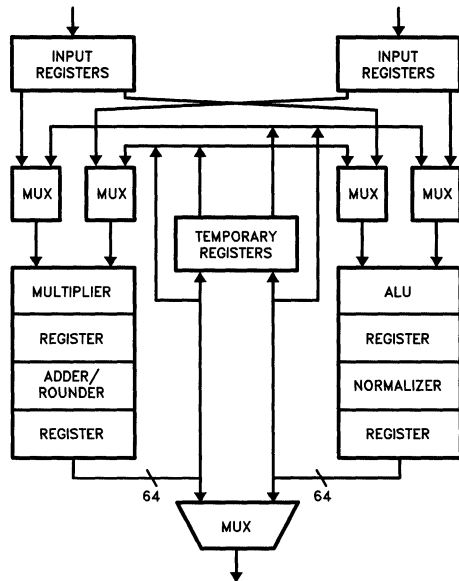 INPUT
REGISTERS
INPUT
REGISTERS
MUX
MUX
MUX
MUX
TEMPORARY
REGISTERS
MULTIPLIER
REGISTER
ADDER/
ROUNDER
REGISTER
ALU
REGISTER
NORMALIZER
REGISTER
64
64
MUX